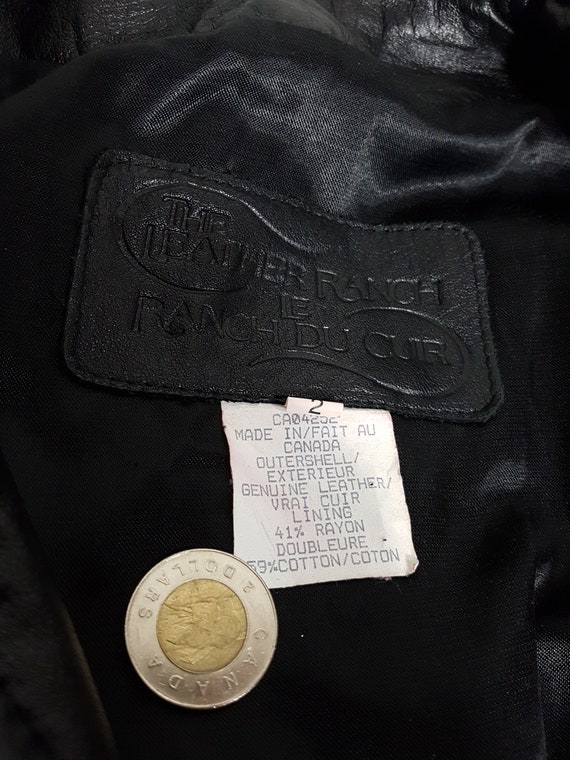 THE
LEATHER RANCH
LE
RANCH DU CUIR
2
CA04252
MADE IN/FAIT AU
CANADA
OUTERSHELL/
EXTERIEUR
GENUINE LEATHER/
VRAI CUIR
LINING
41% RAYON
DOUBLEURE
59%COTTON/COTON
2 DOLLARS
CANADA